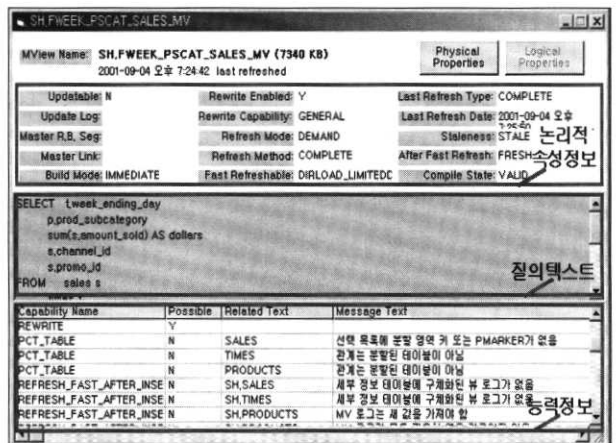 SH,FWEEK_PSCAT_SALES_MV
MView Name: SH,FWEEK_PSCAT_SALES_MV (7340 KB)
2001-09-04 오후 7:24:42 last refreshed
Physical Properties
Logical Properties
Updatable: N Rewrite Enabled: Y Last Refresh Type: COMPLETE
Update Log: Rewrite Capability: GENERAL Last Refresh Date: 2001-09-04 오후
Master R,B, Seg: Refresh Mode: DEMAND Staleness: STALE 논리적
Master Link: Refresh Method: COMPLETE After Fast Refresh: FRESH 속성정보
Build Mode: IMMEDIATE Fast Refreshable: DIRLOAD_LIMITEDD Compile State: VALID
SELECT t,week_ending_day
p,prod_subcategory
sum(s,amount_sold) AS dollars
s,channel_id
s,promo_id
질의텍스트
FROM sales s
Capability Name Possible Related Text Message Text
REWRITE Y
PCT_TABLE N SALES 선택 목록에 분할 영역 키 또는 PMARKER가 없음
PCT_TABLE N TIMES 관계는 분할된 테이블이 아님
PCT_TABLE N PRODUCTS 관계는 분할된 테이블이 아님
REFRESH_FAST_AFTER_INSE N SH,SALES 세부 정보 테이블에 구체화된 뷰 로그가 없음
REFRESH_FAST_AFTER_INSE N SH,TIMES 세부 정보 테이블에 구체화된 뷰 로그가 없음
REFRESH_FAST_AFTER_INSE N SH,PRODUCTS MV 로그는 새 값을 가져야 함
능력정보